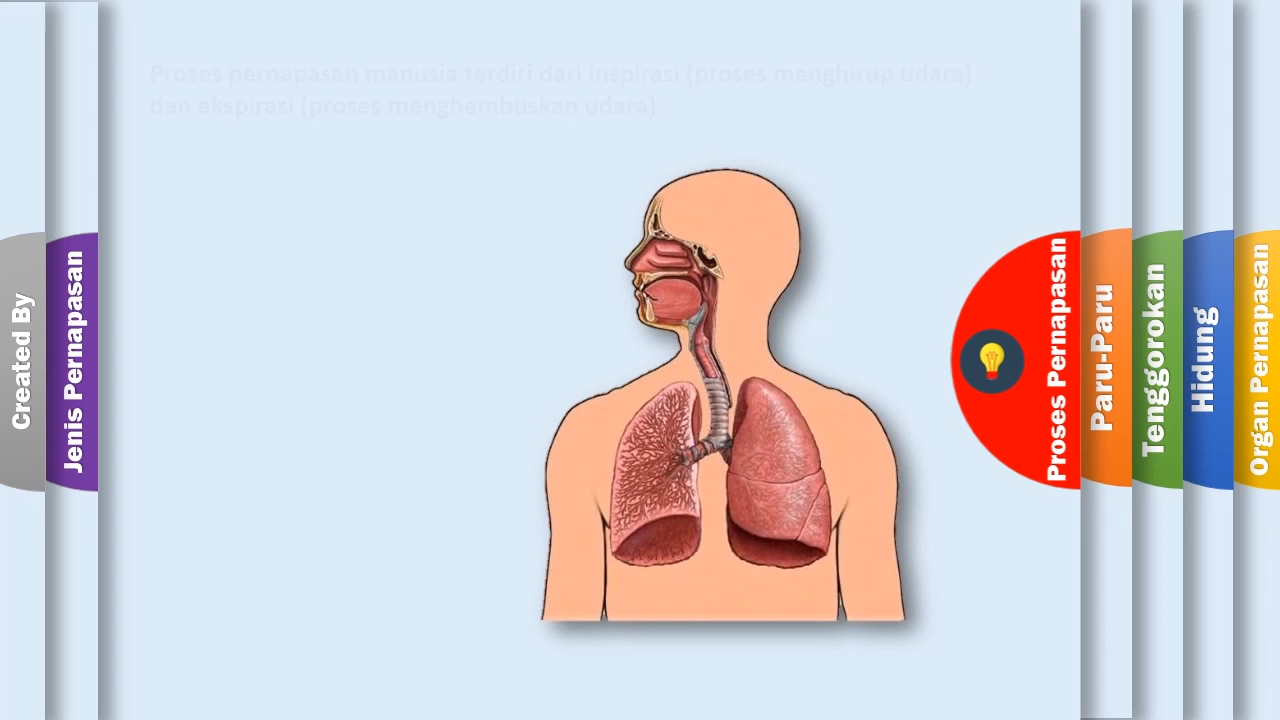 Proses pernapasan manusia terdiri dari inspirasi (proses menghirup udara)
dan ekspirasi (proses menghembuskan udara).
Created By
Jenis Pernapasan
Proses Pernapasan
Paru-Paru
Tenggorokan
Hidung
Organ Pernapasan